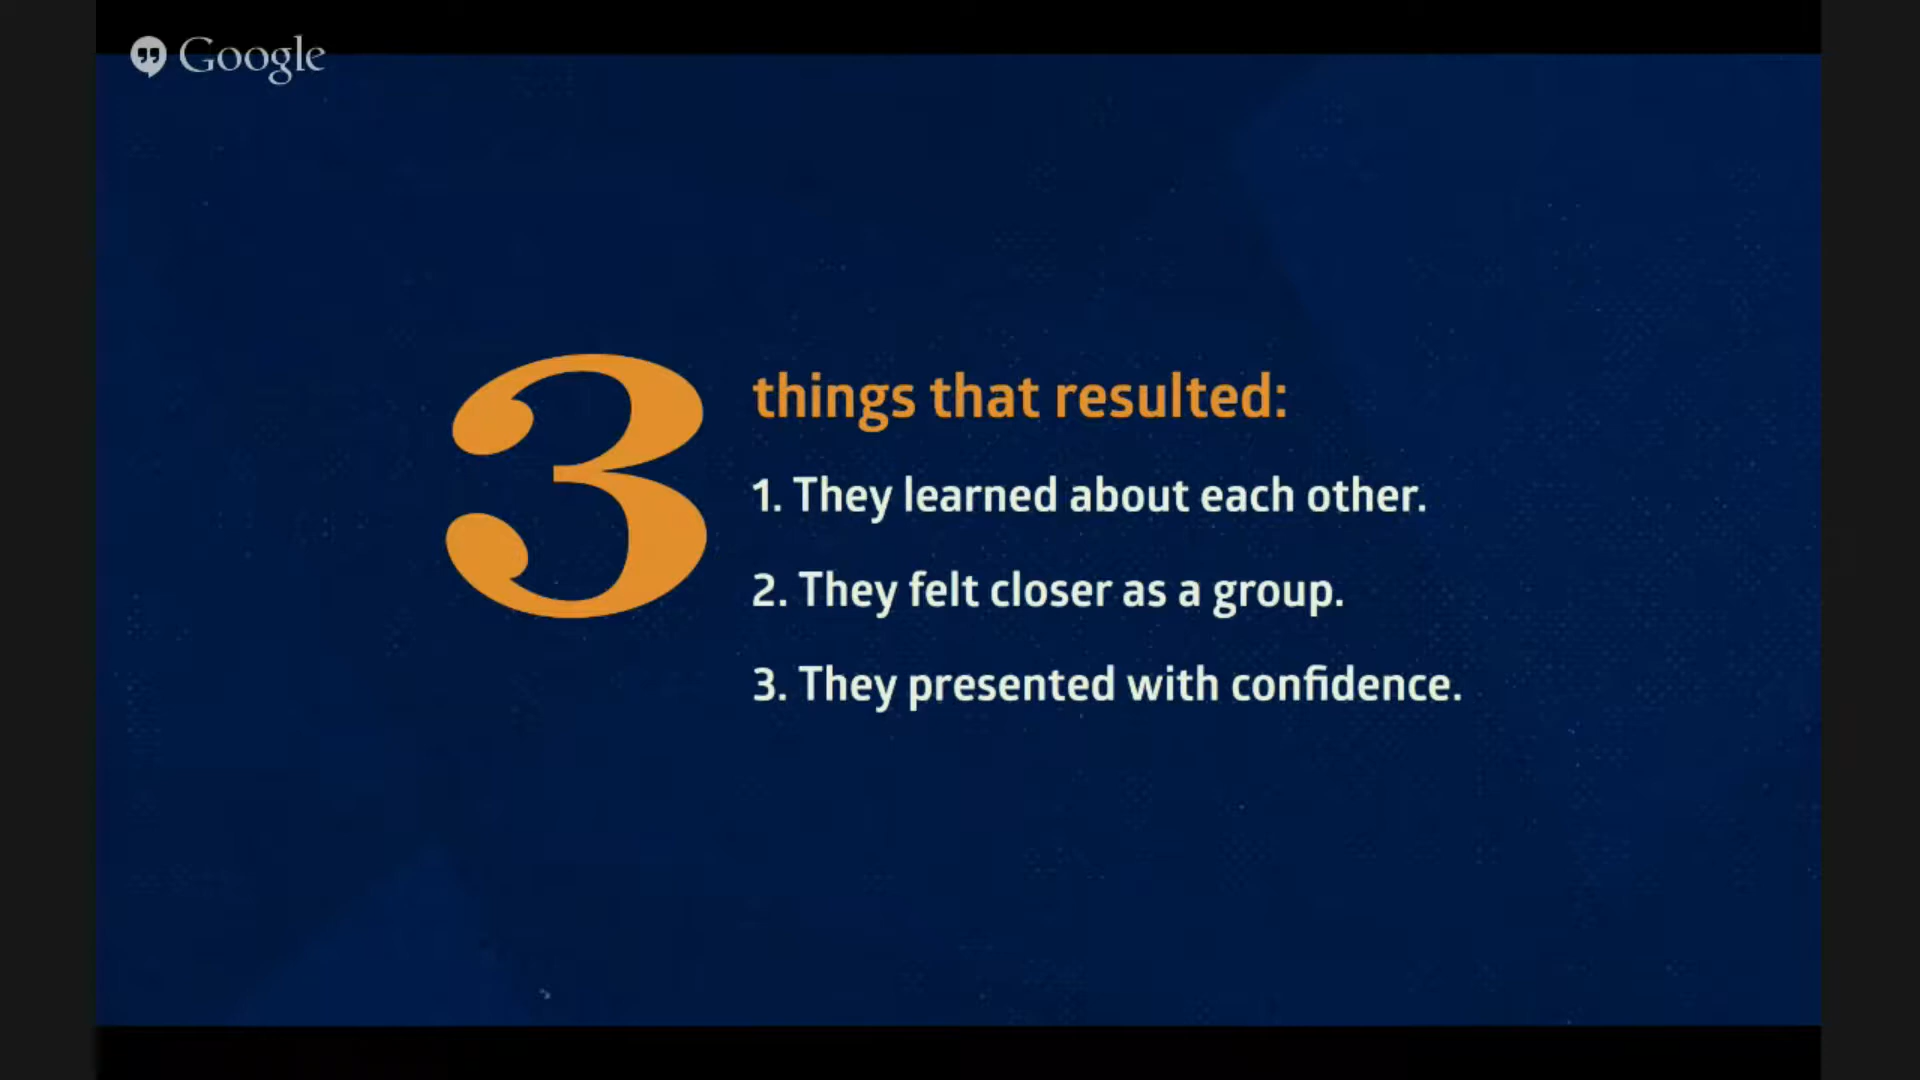 Google
3 things that resulted:
1. They learned about each other.
2. They felt closer as a group.
3. They presented with confidence.